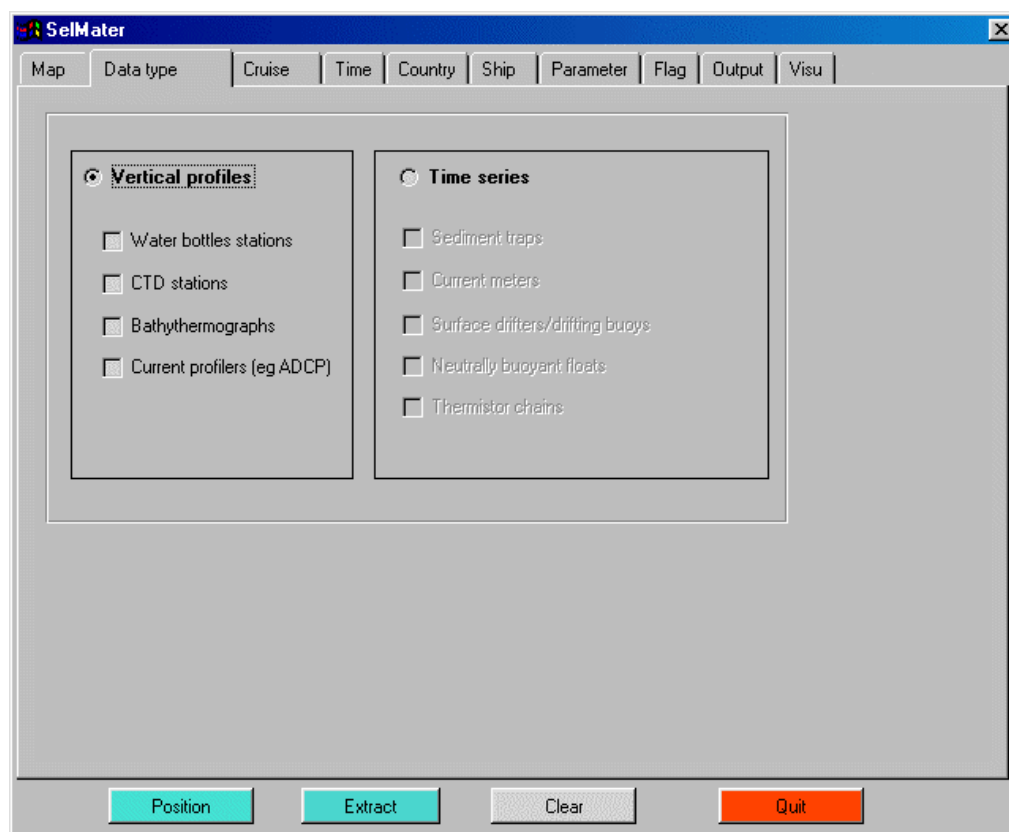 SelMater
Map Data type Cruise Time Country Ship Parameter Flag Output Visu
Vertical profiles
Water bottles stations
CTD stations
Bathythermographs
Current profilers (eg ADCP)
Time series
Sediment traps
Current meters
Surface drifters/drifting buoys
Neutrally buoyant floats
Thermistor chains
Position Extract Clear Quit